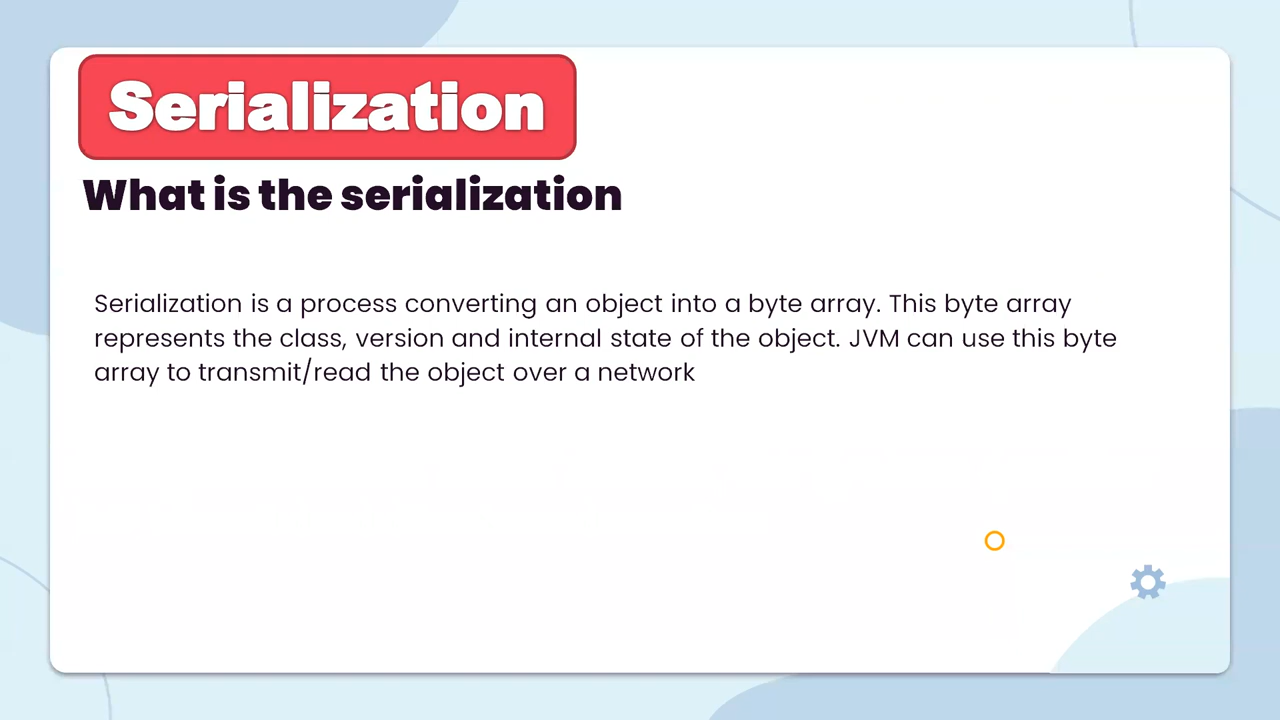 Serialization
What is the serialization
Serialization is a process converting an object into a byte array. This byte array
represents the class, version and internal state of the object. JVM can use this byte
array to transmit/read the object over a network